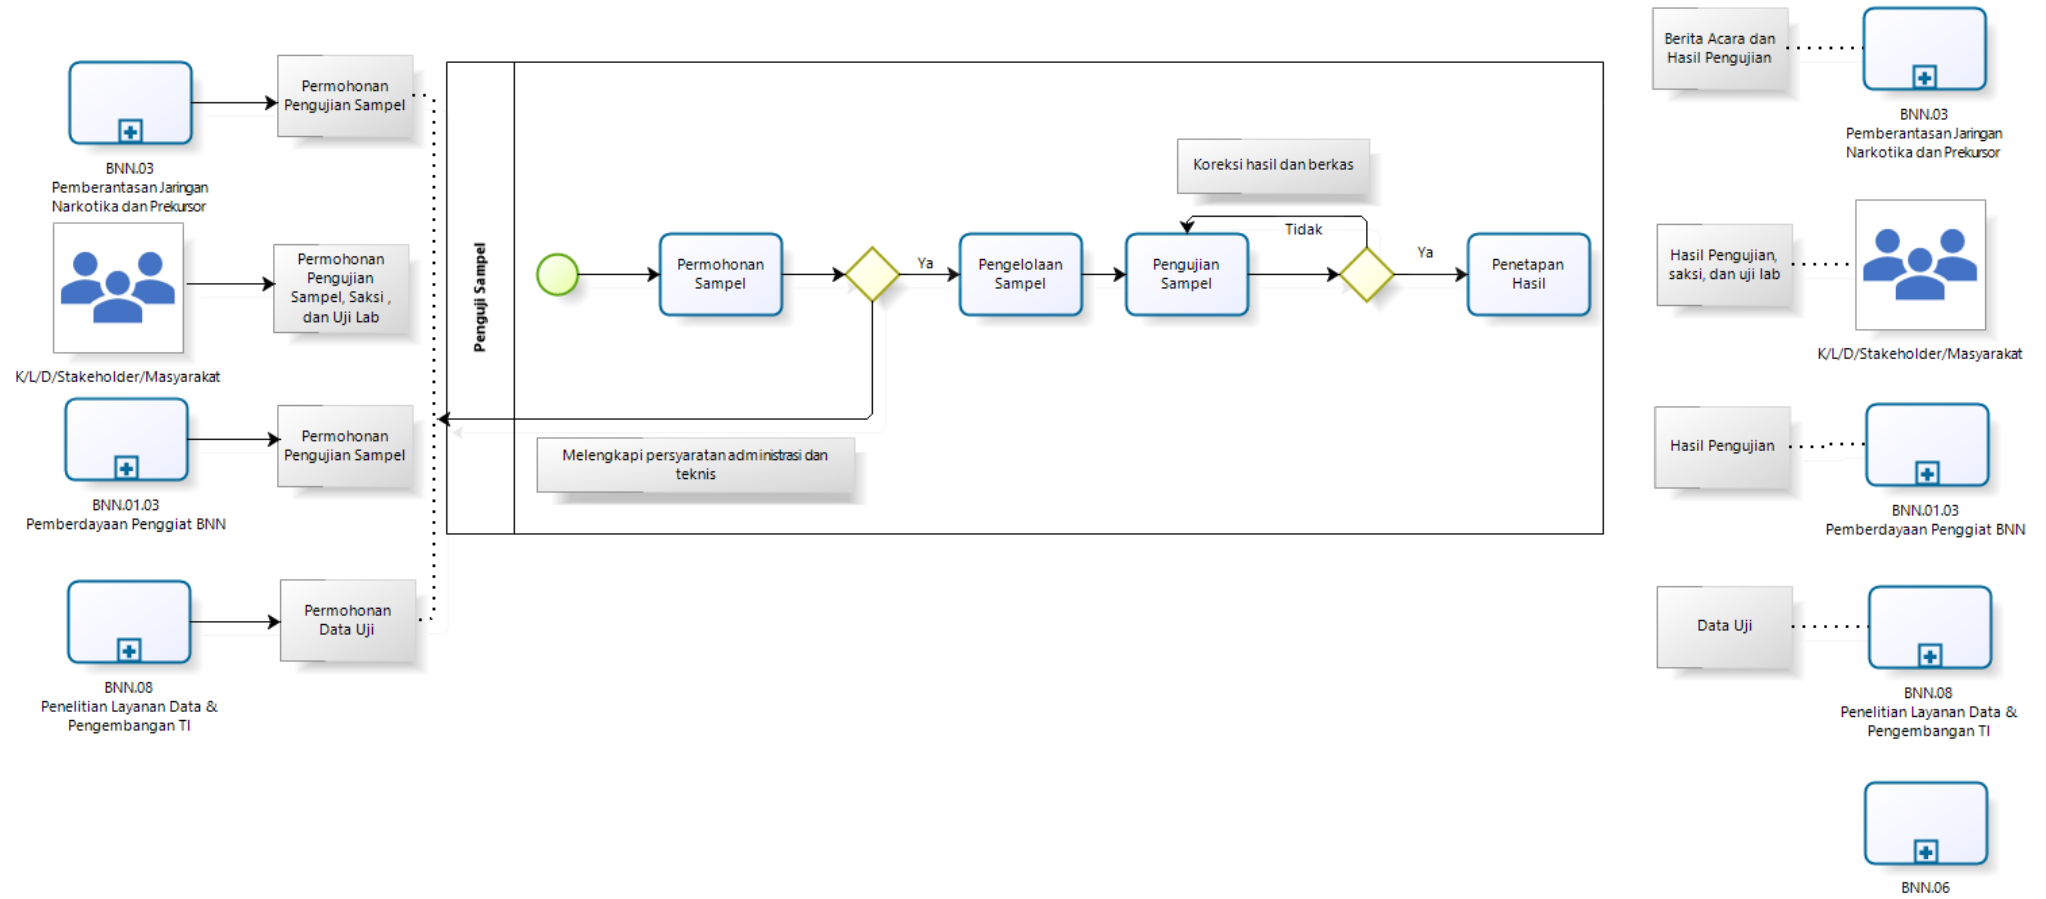 Permohonan
Pengujian Sampel
BNN.03
Pemberantasan Jaringan
Narkotika dan Prekursor
Permohonan
Pengujian
Sampel, Saksi ,
dan Uji Lab
K/L/D/Stakeholder/Masyarakat
Permohonan
Pengujian Sampel
BNN.01.03
Pemberdayaan Penggiat BNN
Permohonan
Data Uji
BNN.08
Penelitian Layanan Data &
Pengembangan TI
Penguji Sampel
Permohonan
Sampel
Ya
Pengelolaan
Sampel
Pengujian
Sampel
Koreksi hasil dan berkas
Tidak
Ya
Penetapan
Hasil
Melengkapi persyaratan administrasi dan
teknis
Berita Acara dan
Hasil Pengujian
BNN.03
Pemberantasan Jaringan
Narkotika dan Prekursor
Hasil Pengujian,
saksi, dan uji lab
K/L/D/Stakeholder/Masyarakat
Hasil Pengujian
BNN.01.03
Pemberdayaan Penggiat BNN
Data Uji
BNN.08
Penelitian Layanan Data &
Pengembangan TI
BNN.06